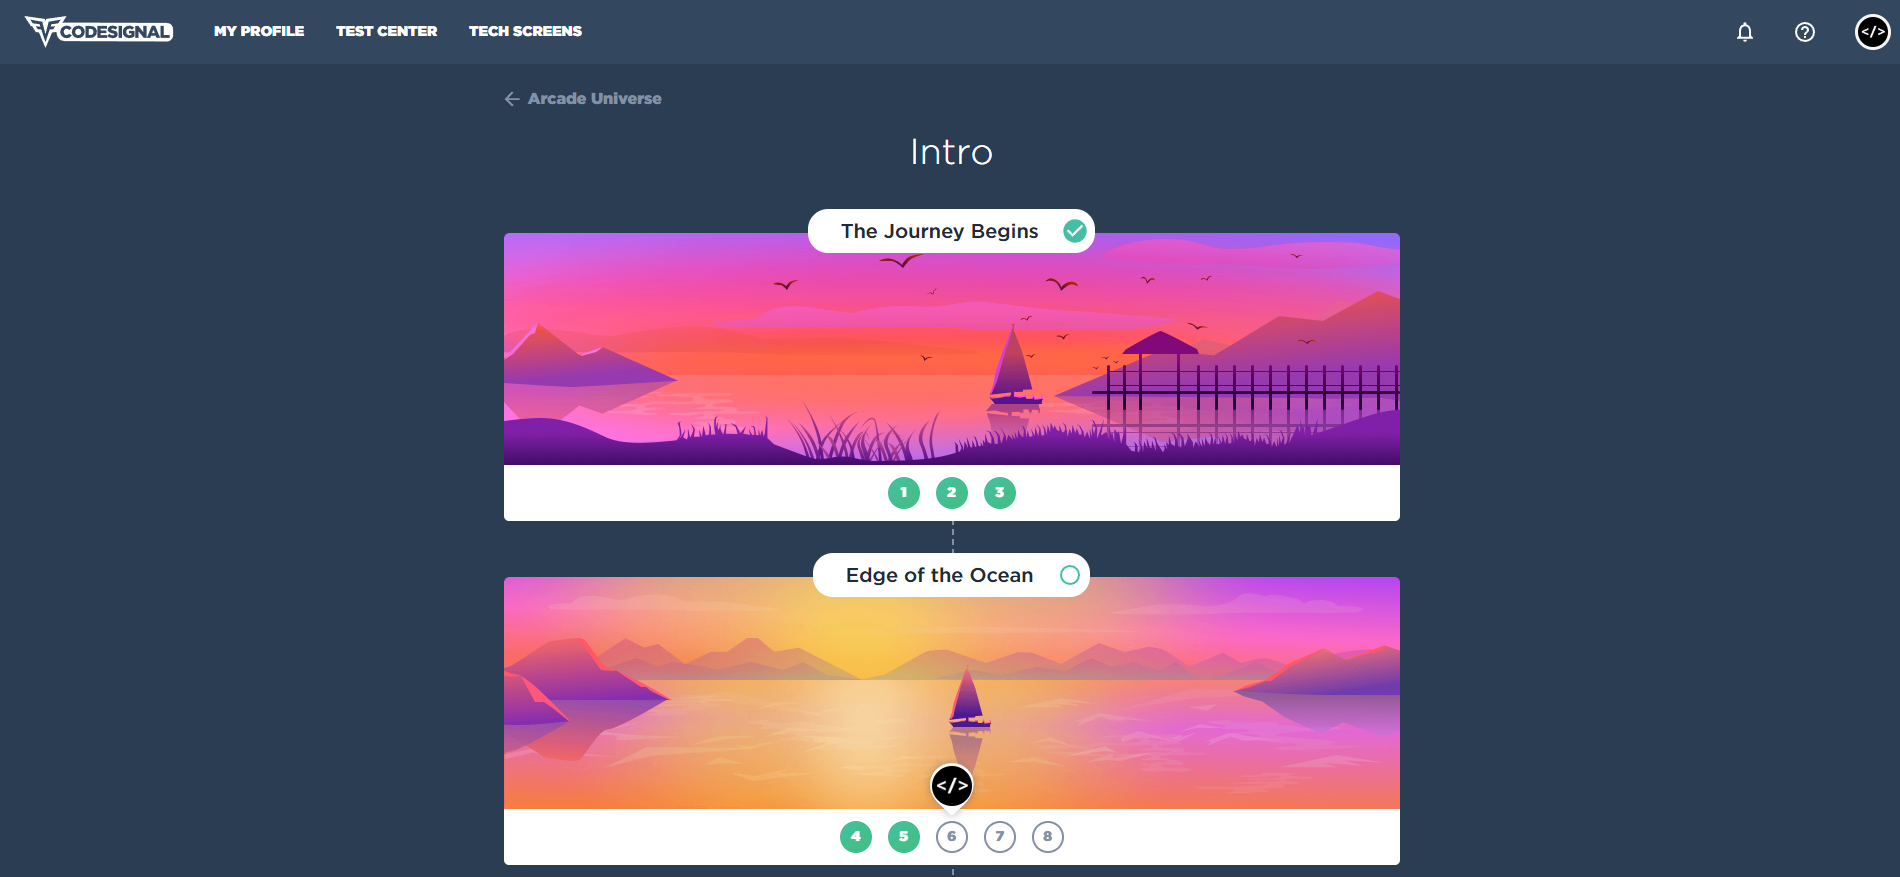 CODESIGNAL MY PROFILE TEST CENTER TECH SCREENS </>
Arcade Universe
Intro
The Journey Begins
1 2 3
Edge of the Ocean
</>
4 5 6 7 8